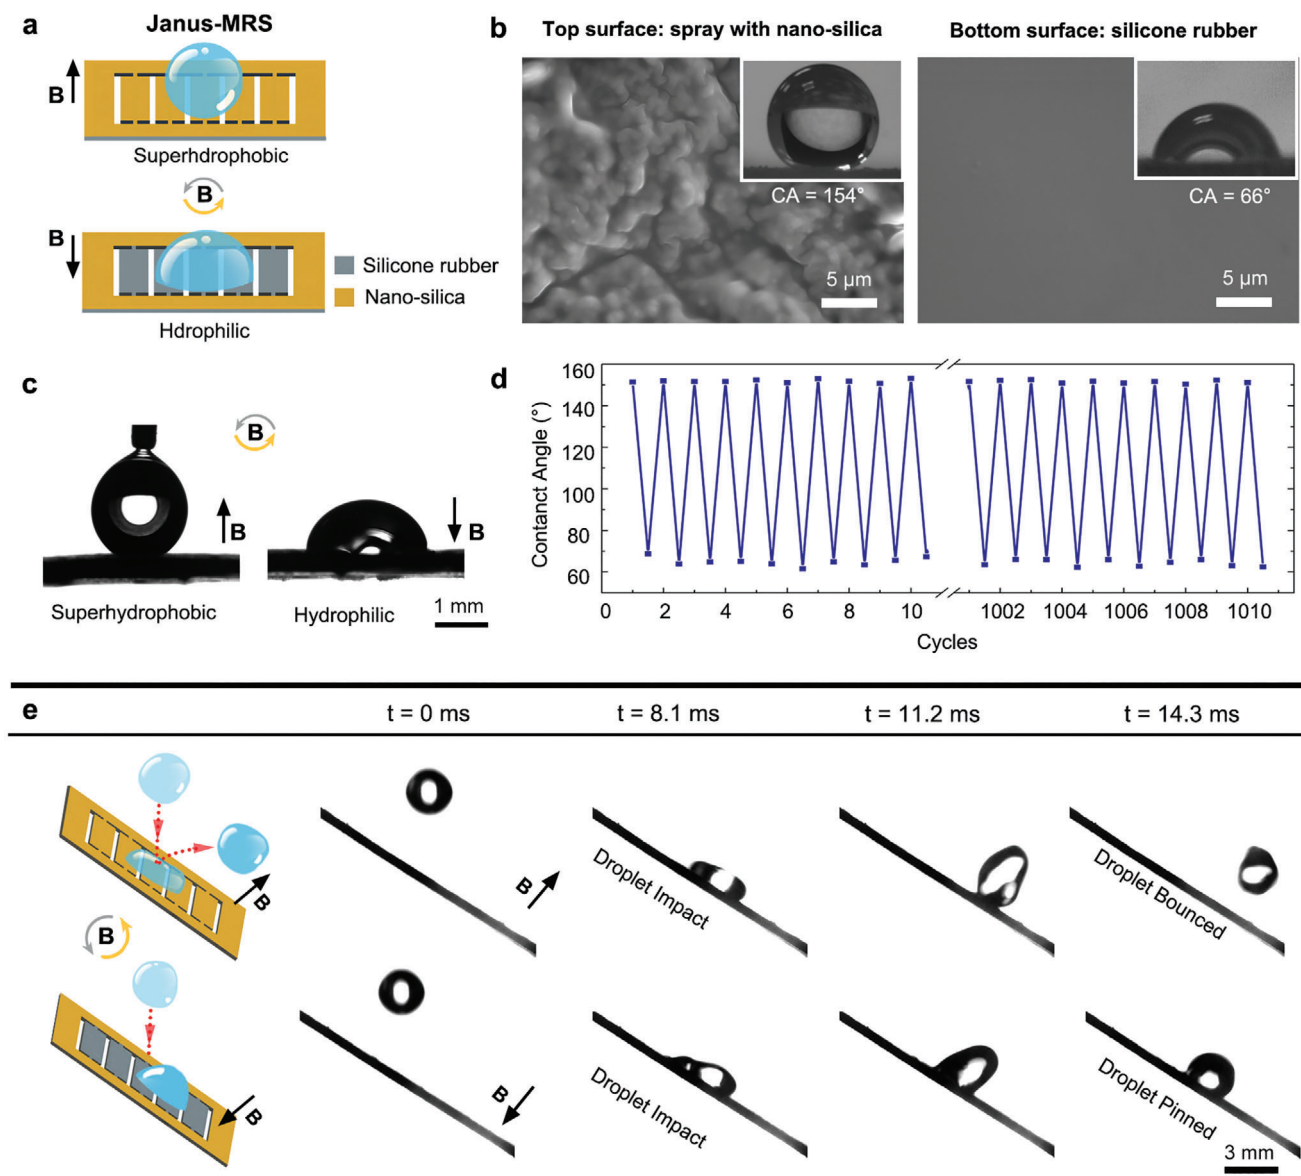 a
Janus-MRS
B
Superhdrophobic
B
B
Silicone rubber
Nano-silica
Hdrophilic
b
Top surface: spray with nano-silica
Bottom surface: silicone rubber
CA = 154°
CA = 66°
5 µm
5 µm
c
B
B
B
Superhydrophobic
Hydrophilic
1 mm
d
Contanct Angle (°)
160
140
120
100
80
60
0
2
4
6
8
10
1002
1004
1006
1008
1010
Cycles
e
t = 0 ms
t = 8.1 ms
t = 11.2 ms
t = 14.3 ms
B
B
Droplet Impact
Droplet Bounced
B
B
B
Droplet Impact
Droplet Pinned
3 mm